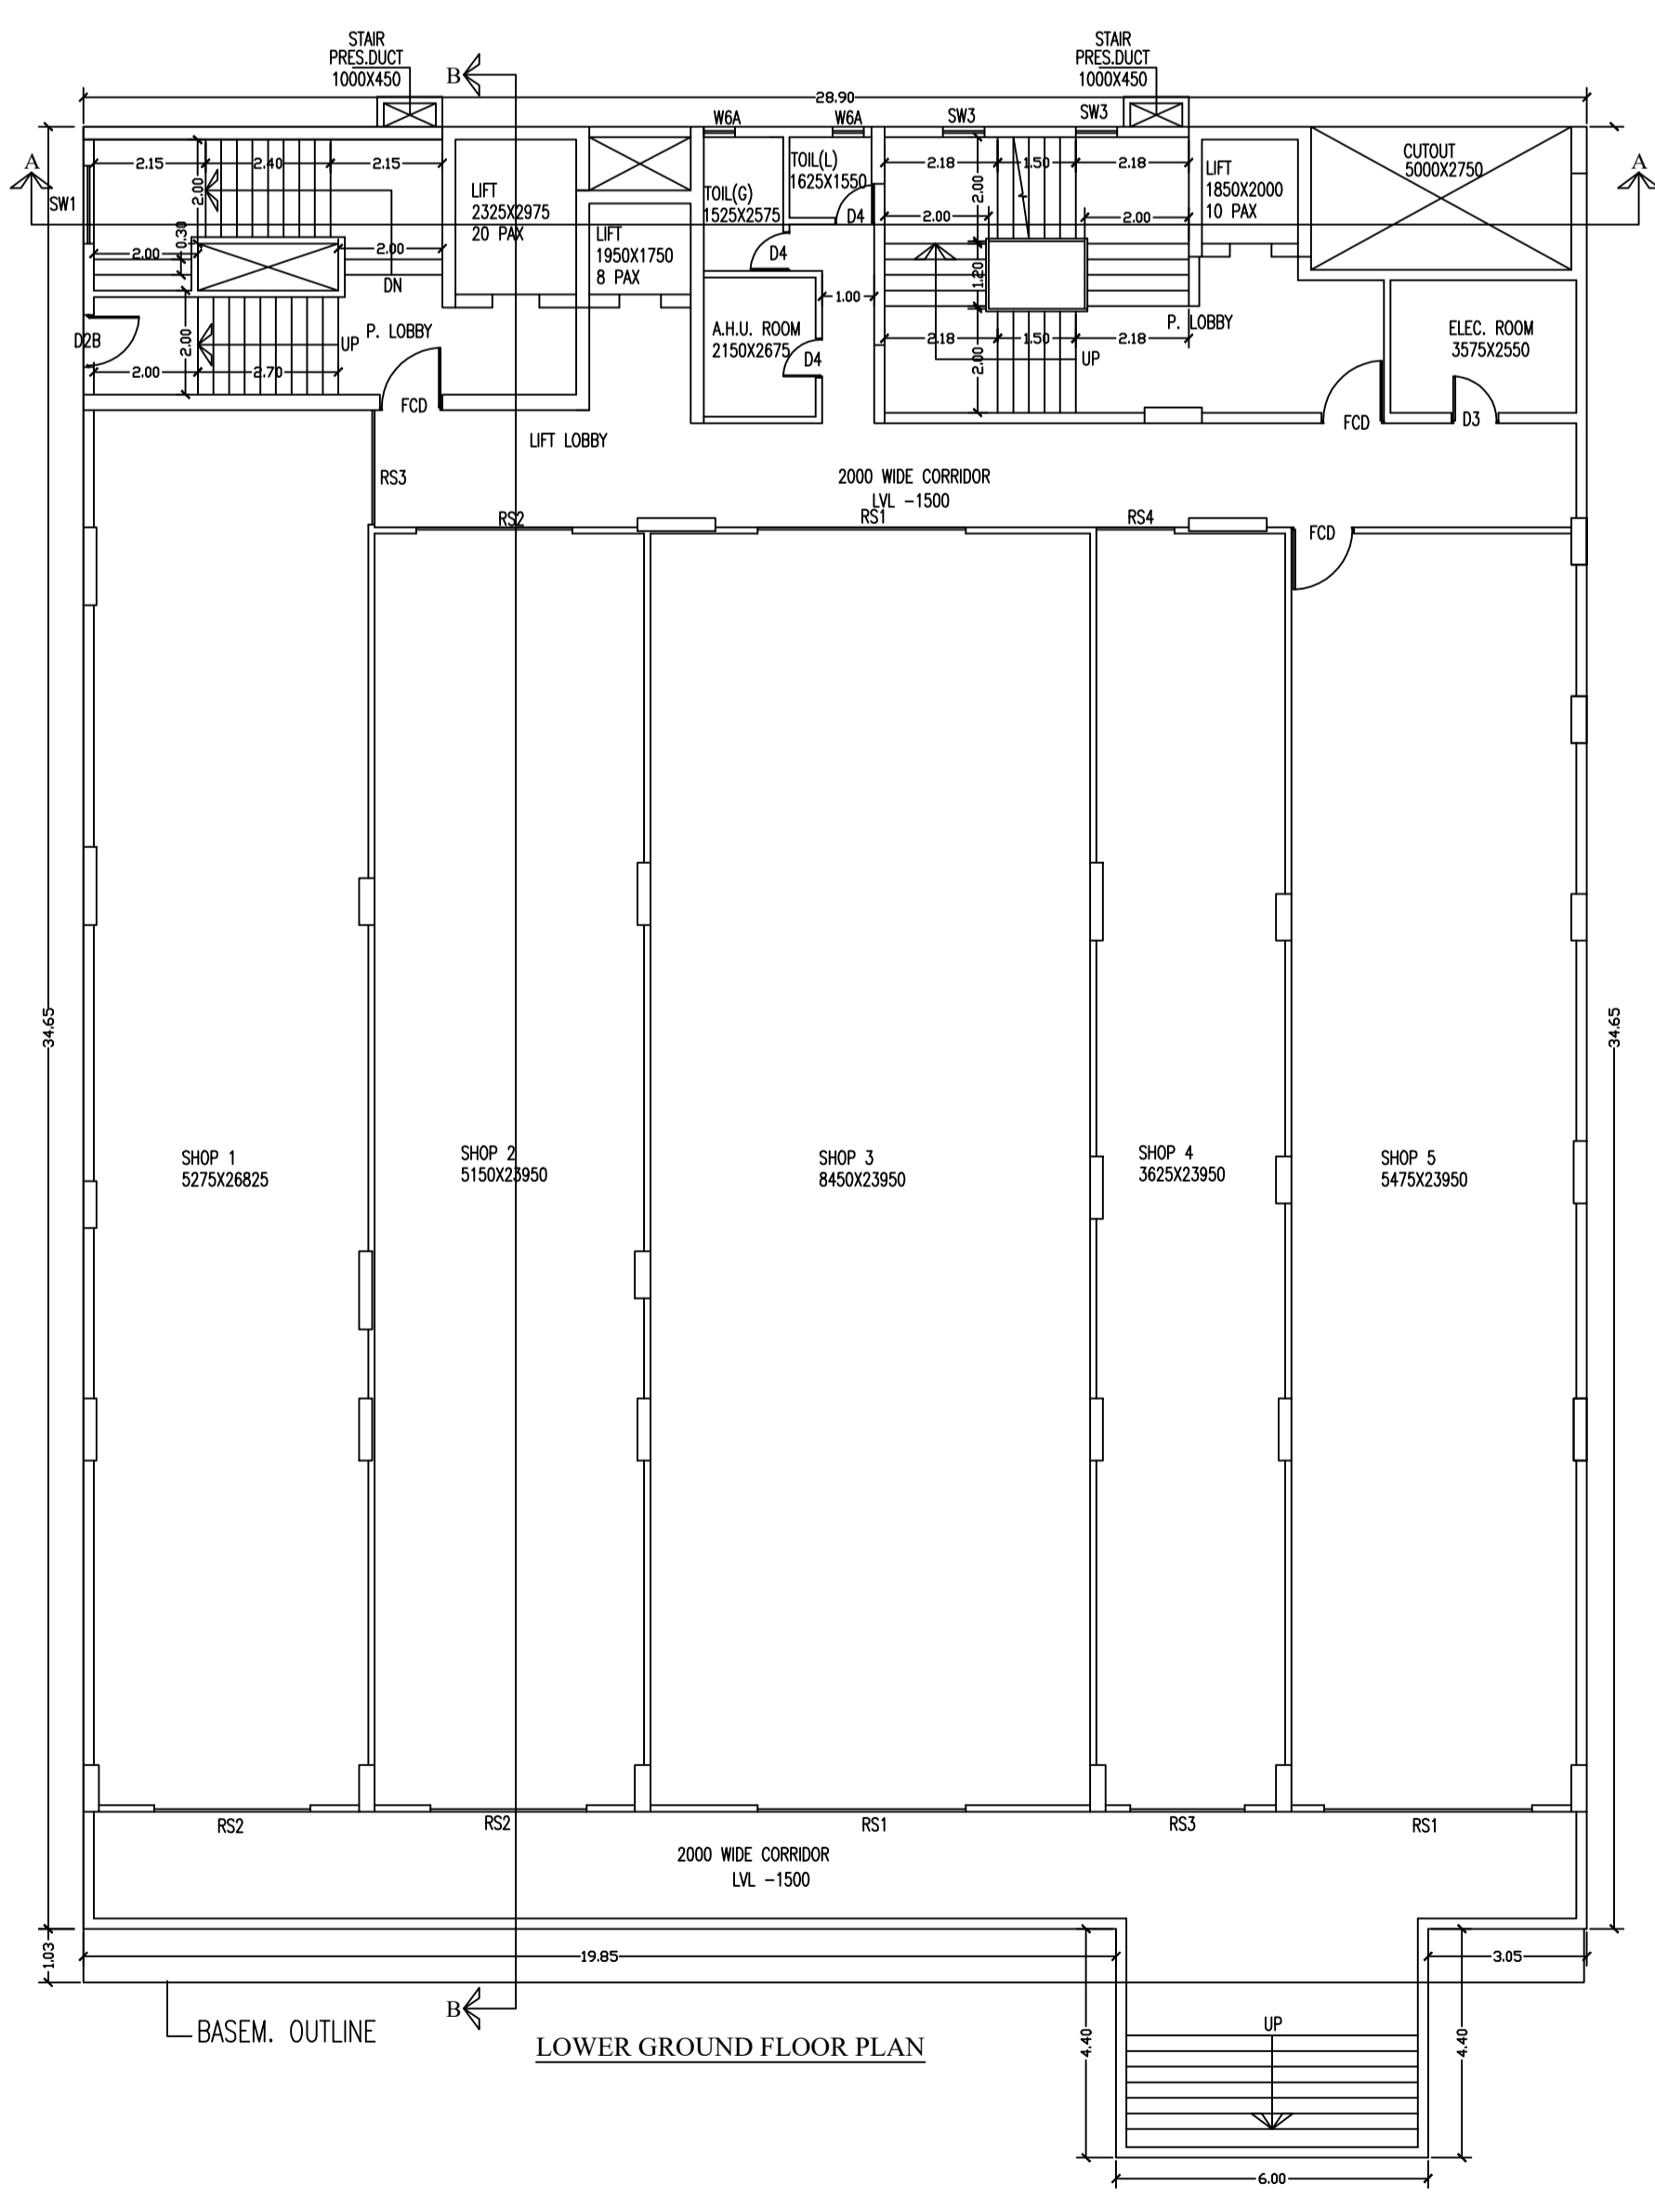 STAIR
PRES.DUCT
1000X450
B
STAIR
PRES.DUCT
1000X450
28.90
W6A
W6A
SW3
SW3
A
SW1
2.15
2.40
2.15
2.00
LIFT
2325X2975
20 PAX
TOIL(G)
1525X2575
TOIL(L)
1625X1550
D4
2.18
1.50
2.18
2.00
LIFT
1850X2000
10 PAX
CUTOUT
5000X2750
A
2.00
0.30
2.00
DN
LIFT
1950X1750
8 PAX
D4
2.00
2.00
1.20
1.00
D2B
2.00
UP
P. LOBBY
A.H.U. ROOM
2150X2675
D4
2.18
1.50
2.18
2.00
UP
P. LOBBY
ELEC. ROOM
3575X2550
2.00
2.70
FCD
FCD
D3
LIFT LOBBY
RS3
2000 WIDE CORRIDOR
LVL -1500
RS2
RS1
RS4
FCD
34.65
34.65
SHOP 1
5275X26825
SHOP 2
5150X23950
SHOP 3
8450X23950
SHOP 4
3625X23950
SHOP 5
5475X23950
RS2
RS2
RS1
RS3
RS1
2000 WIDE CORRIDOR
LVL -1500
1.03
19.85
3.05
BASEM. OUTLINE
B
LOWER GROUND FLOOR PLAN
UP
4.40
4.40
6.00